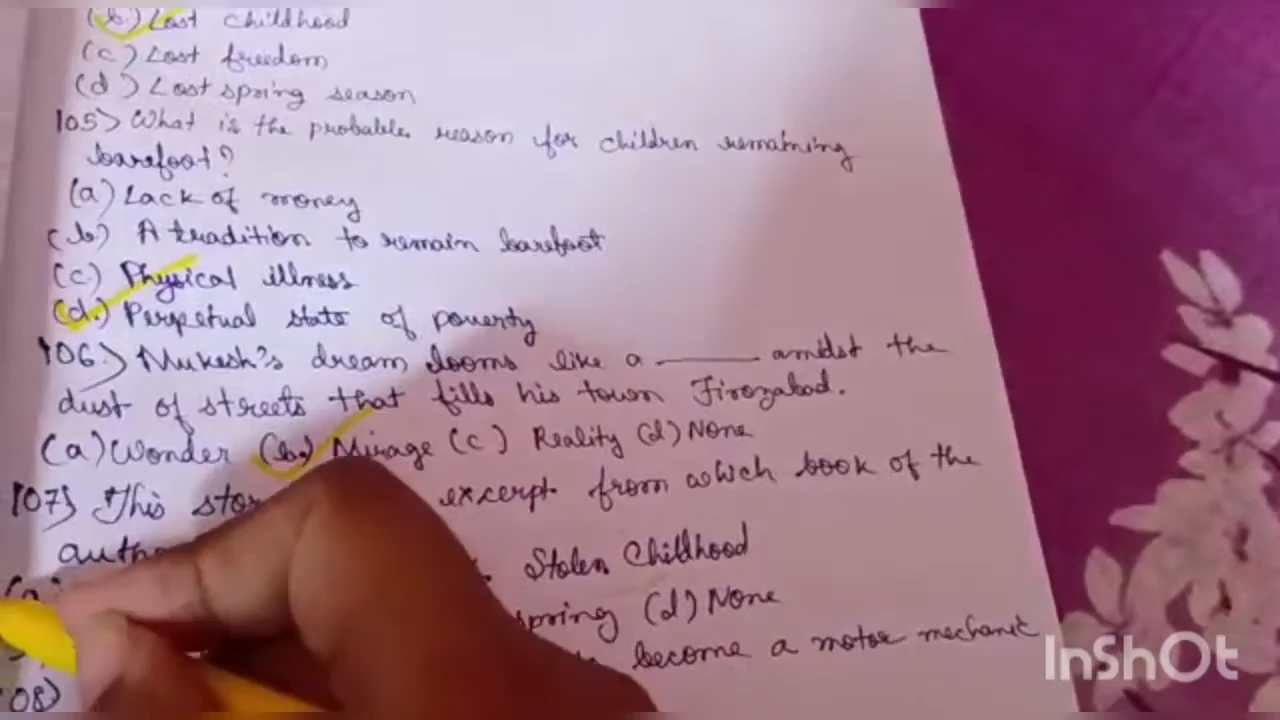 (b.) Lost childhood
(c) Lost freedom
(d) Lost spring season
105) What is the probable reason for children remaining
barefoot?
(a) Lack of money
(b) A tradition to remain barefoot
(c) Physical illness
(d.) Perpetual state of poverty
106.) Mukesh's dream looms like a ______ amidst the
dust of streets that fills his town Firozabad.
(a) Wonder (b.) Mirage (c) Reality (d) None
107) This excerpt from which book of the
Stolen Childhood
spring (d) None
become a motor mechanic
108)
InShOt